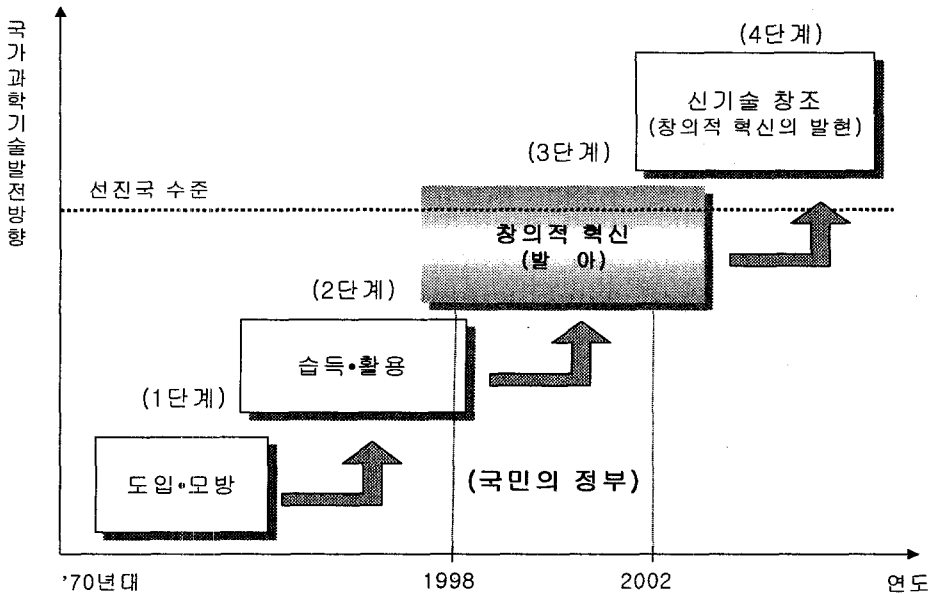 국가과학기술발전방향
(4단계)
신기술 창조
(창의적 혁신의 발현)
(3단계)
선진국 수준
창의적 혁신
(발 아)
(2단계)
습득•활용
(1단계)
도입•모방
(국민의 정부)
'70년대
1998
2002
연도